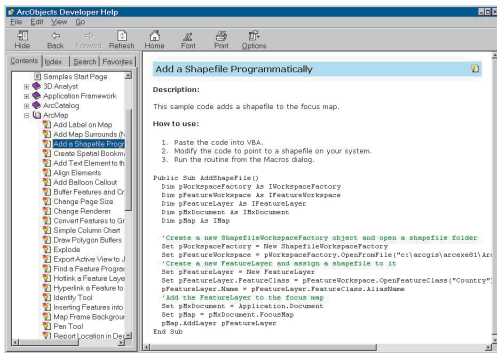 ArcObjects Developer Help
File Edit View Go
Hide Back Forward Refresh Home Font Print Options
Contents Index Search Favorites
Samples Start Page
3D Analyst
Application Framework
ArcCatalog
ArcMap
Add Label on Map
Add Map Surrounds (N
Add a Shapefile Progr
Create Spatial Bookm
Add Text Element to th
Align Elements
Add Balloon Callout
Buffer Features and Cr
Change Page Size
Change Renderer
Convert Features to Gr
Simple Column Chart
Draw Polygon Buffers
Explode
Export Active View to J
Find a Feature Progra
Hotlink a Feature Laye
Hyperlink a Feature to
Identity Tool
Inserting Features into
Map Frame Backgrour
Pan Tool
Report Location in De
Add a Shapefile Programmatically
Description:
This sample code adds a shapefile to the focus map.
How to use:
1. Paste the code into VBA.
2. Modify the code to point to a shapefile on your system.
3. Run the routine from the Macros dialog.
Public Sub AddShapeFile()
Dim pWorkspaceFactory As IWorkspaceFactory
Dim pFeatureWorkspace As IFeatureWorkspace
Dim pFeatureLayer As IFeatureLayer
Dim pMxDocument As IMxDocument
Dim pMap As IMap
'Create a new ShapefileWorkspaceFactory object and open a shapefile folder
Set pWorkspaceFactory = New ShapefileWorkspaceFactory
Set pFeatureWorkspace = pWorkspaceFactory.OpenFromFile("c:\arcgis\arcexe81\Ar
'Create a new FeatureLayer and assign a shapefile to it
Set pFeatureLayer = New FeatureLayer
Set pFeatureLayer.FeatureClass = pFeatureWorkspace.OpenFeatureClass("Country"
pFeatureLayer.Name = pFeatureLayer.FeatureClass.AliasName
'Add the FeatureLayer to the focus map
Set pMxDocument = Application.Document
Set pMap = pMxDocument.FocusMap
pMap.AddLayer pFeatureLayer
End Sub